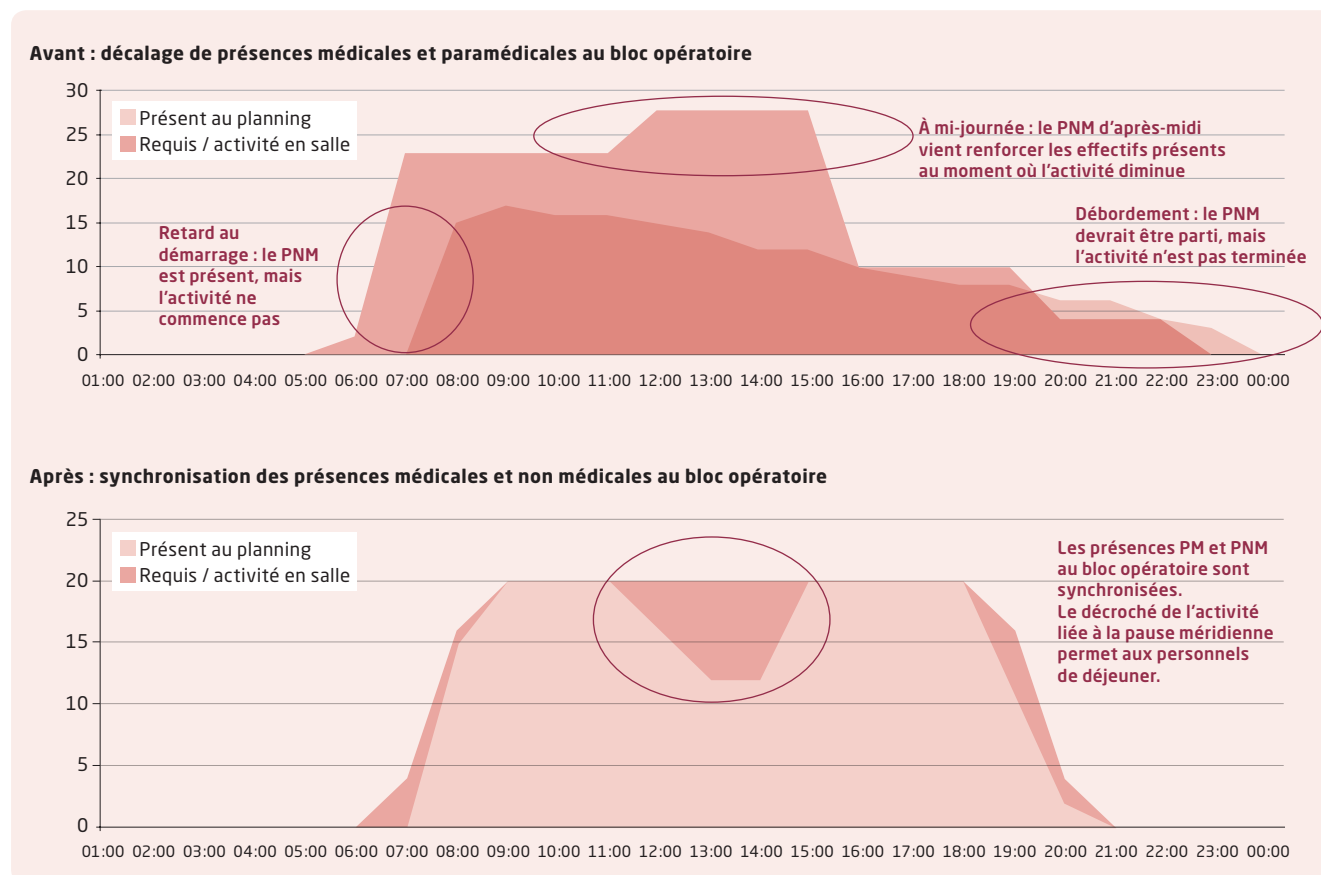 Avant : décalage de présences médicales et paramédicales au bloc opératoire
30
25
20
15
10
5
0
Présent au planning
Requis / activité en salle
À mi-journée : le PNM d'après-midi
vient renforcer les effectifs présents
au moment où l'activité diminue
Retard au
démarrage : le PNM
est présent, mais
l'activité ne
commence pas
Débordement : le PNM
devrait être parti, mais
l'activité n'est pas terminée
01:00 02:00 03:00 04:00 05:00 06:00 07:00 08:00 09:00 10:00 11:00 12:00 13:00 14:00 15:00 16:00 17:00 18:00 19:00 20:00 21:00 22:00 23:00 00:00
Après : synchronisation des présences médicales et non médicales au bloc opératoire
25
20
15
10
5
0
Présent au planning
Requis / activité en salle
Les présences PM et PNM
au bloc opératoire sont
synchronisées.
Le décroché de l'activité
liée à la pause méridienne
permet aux personnels
de déjeuner.
01:00 02:00 03:00 04:00 05:00 06:00 07:00 08:00 09:00 10:00 11:00 12:00 13:00 14:00 15:00 16:00 17:00 18:00 19:00 20:00 21:00 22:00 23:00 00:00